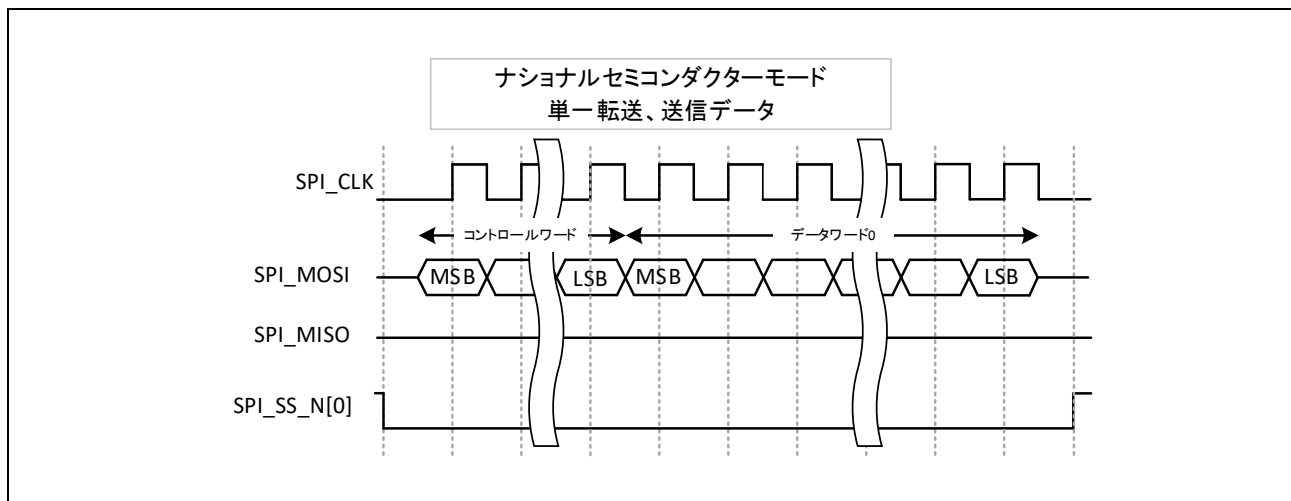 ナショナルセミコンダクターモード
単一転送、送信データ
SPI_CLK
コントロールワード
データワード0
SPI_MOSI
MSB
LSB
MSB
LSB
SPI_MISO
SPI_SS_N[0]